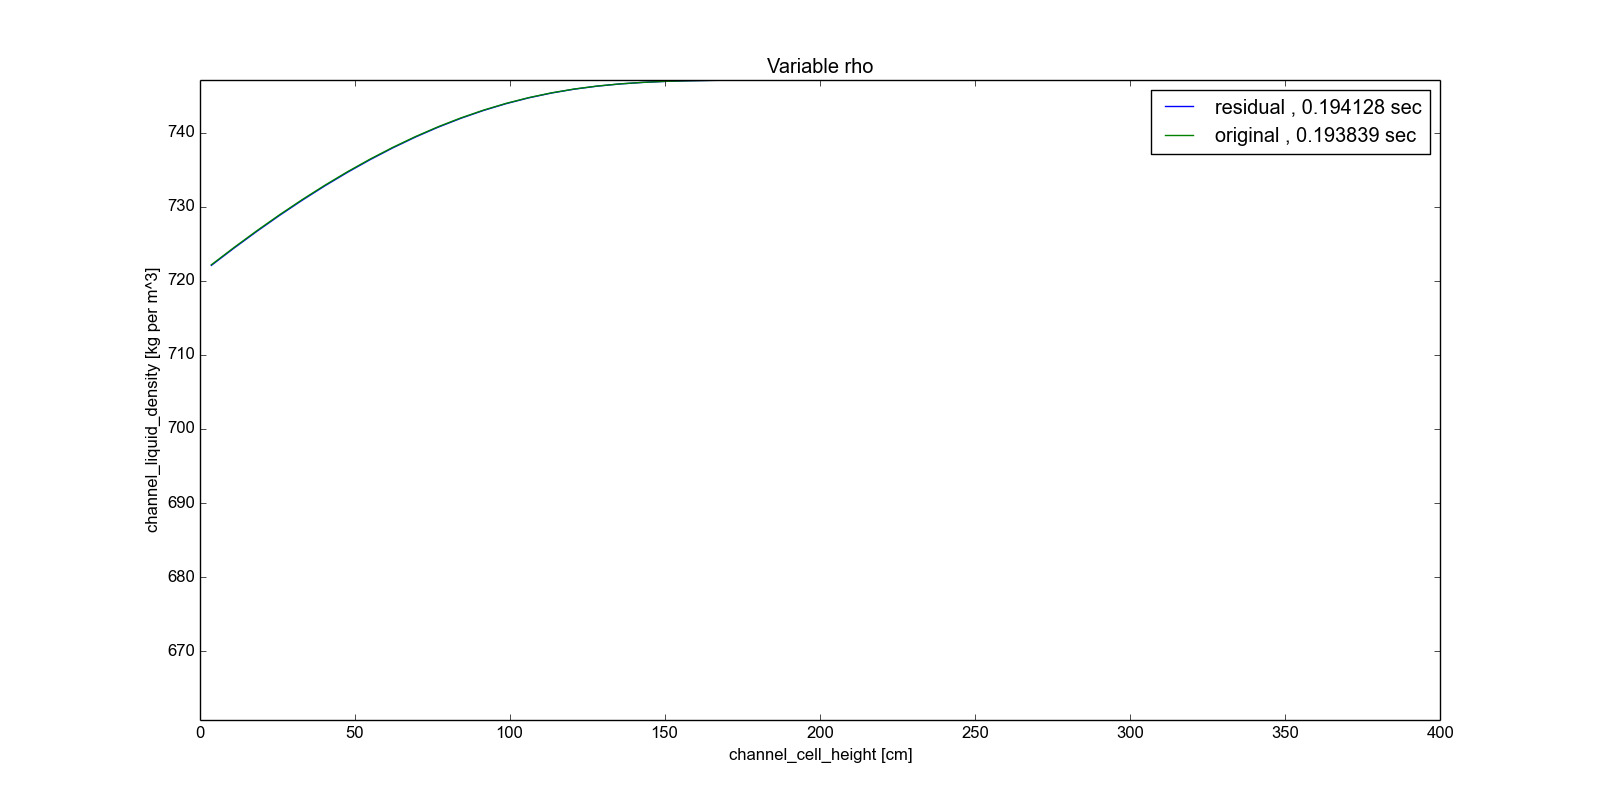 Variable rho
residual , 0.194128 sec
original , 0.193839 sec
channel_liquid_density [kg per m^3]
740
730
720
710
700
690
680
670
0 50 100 150 200 250 300 350 400
channel_cell_height [cm]